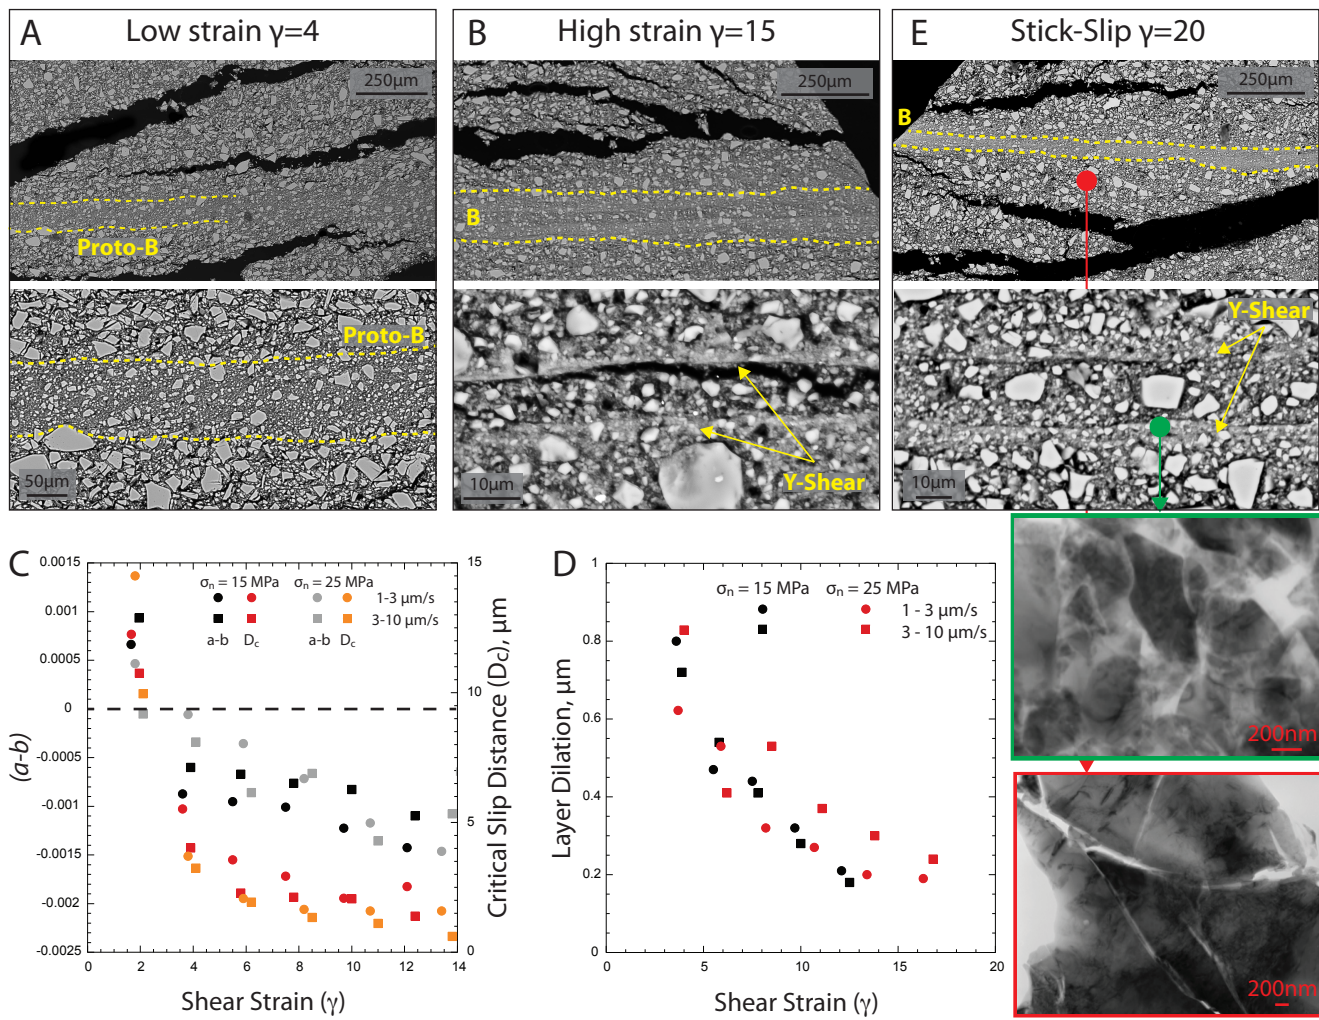 A
Low strain γ=4
250μm
Proto-B
Proto-B
50μm
B
High strain γ=15
250μm
B
Y-Shear
10μm
E
Stick-Slip γ=20
250μm
B
Y-Shear
10μm
C
0.0015
0.001
0.0005
0
-0.0005
-0.001
-0.0015
-0.002
-0.0025
(a-b)
15
10
5
0
Critical Slip Distance (Dc), μm
σn = 15 MPa
σn = 25 MPa
1-3 μm/s
3-10 μm/s
a-b
Dc
a-b
Dc
0 2 4 6 8 10 12 14
Shear Strain (γ)
D
1
0.8
0.6
0.4
0.2
0
Layer Dilation, μm
σn = 15 MPa
σn = 25 MPa
1 - 3 μm/s
3 - 10 μm/s
0 5 10 15 20
Shear Strain (γ)
200nm
200nm